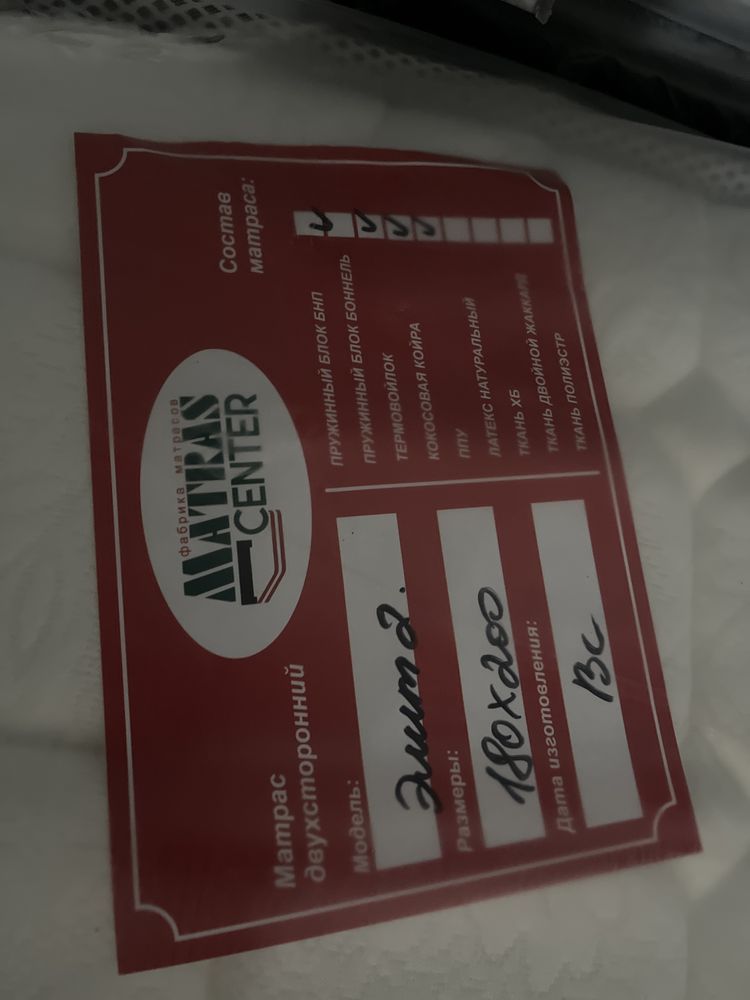 фабрика матрасов
MATRAS
CENTER
Матрас
двухсторонний
Модель:
Элит 2.
Размеры:
180х200
Дата изготовления:
Вс
Состав
матраса:
ПРУЖИННЫЙ БЛОК БНП
ПРУЖИННЫЙ БЛОК БОННЕЛЬ
ТЕРМОВОЙЛОК
КОКОСОВАЯ КОЙРА
ППУ
ЛАТЕКС НАТУРАЛЬНЫЙ
ТКАНЬ ХБ
ТКАНЬ ДВОЙНОЙ ЖАККАРД
ТКАНЬ ПОЛИЭСТР